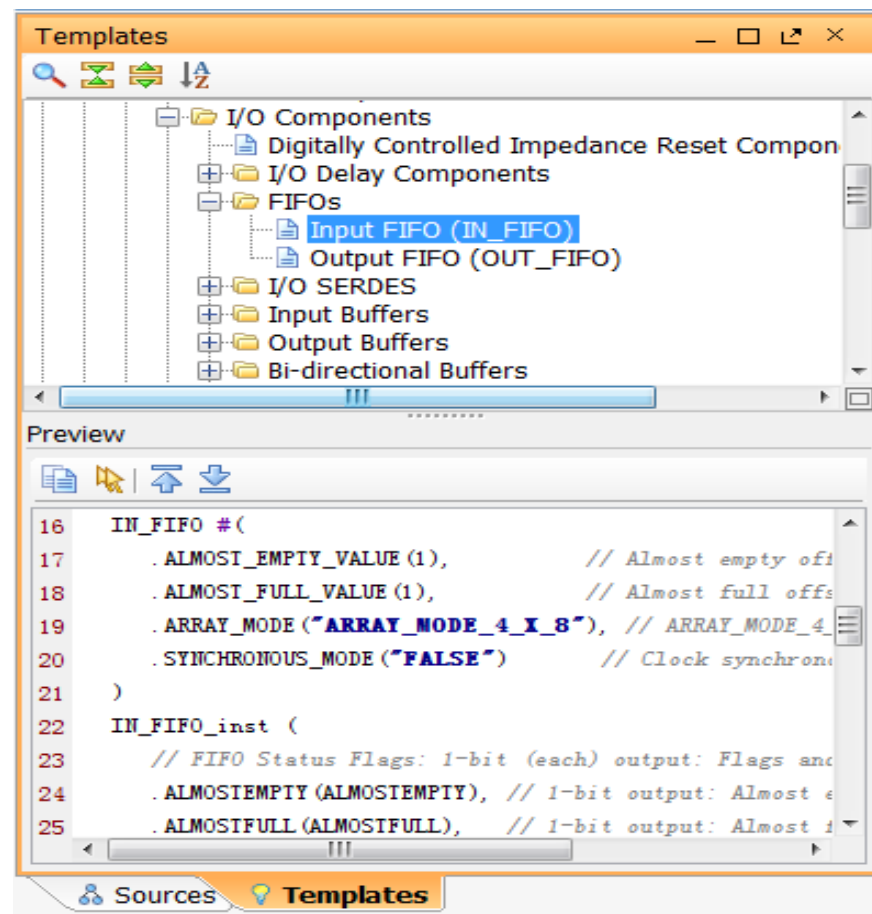 Templates
I/O Components
Digitally Controlled Impedance Reset Compon
I/O Delay Components
FIFOs
Input FIFO (IN_FIFO)
Output FIFO (OUT_FIFO)
I/O SERDES
Input Buffers
Output Buffers
Bi-directional Buffers
Preview
16 IN_FIFO #(
17 .ALMOST_EMPTY_VALUE(1), // Almost empty off
18 .ALMOST_FULL_VALUE(1), // Almost full offs
19 .ARRAY_MODE("ARRAY_MODE_4_X_8"), // ARRAY_MODE_4_
20 .SYNCHRONOUS_MODE("FALSE") // Clock synchron
21 )
22 IN_FIFO_inst (
23 // FIFO Status Flags: 1-bit (each) output: Flags and
24 .ALMOSTEMPTY(ALMOSTEMPTY), // 1-bit output: Almost
25 .ALMOSTFULL(ALMOSTFULL), // 1-bit output: Almost
Sources Templates